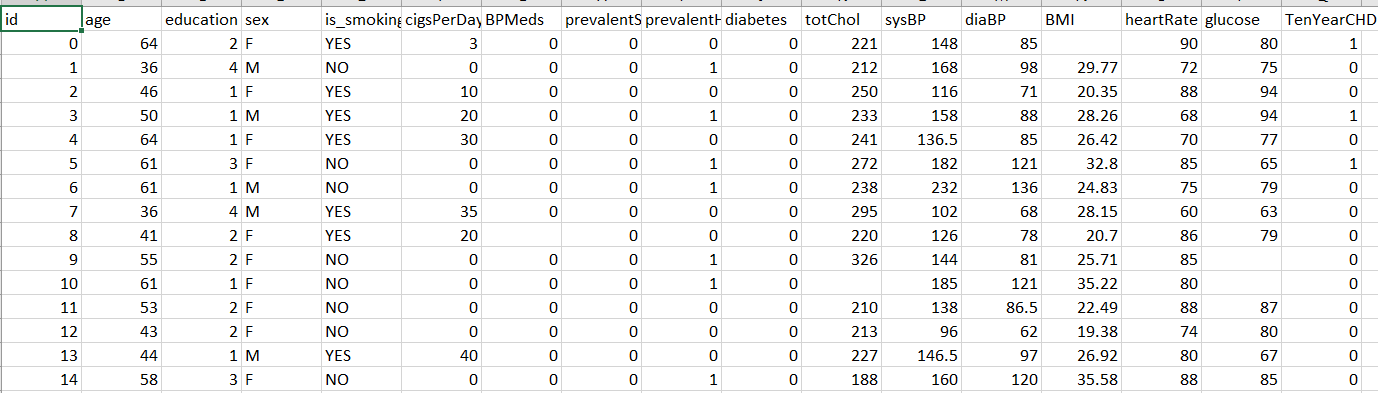 id age education sex is_smoking cigsPerDay BPMeds prevalentS prevalentH diabetes totChol sysBP diaBP BMI heartRate glucose TenYearCHD
0 64 2 F YES 3 0 0 0 0 221 148 85 90 80 1
1 36 4 M NO 0 0 0 1 0 212 168 98 29.77 72 75 0
2 46 1 F YES 10 0 0 0 0 250 116 71 20.35 88 94 0
3 50 1 M YES 20 0 0 1 0 233 158 88 28.26 68 94 1
4 64 1 F YES 30 0 0 0 0 241 136.5 85 26.42 70 77 0
5 61 3 F NO 0 0 0 1 0 272 182 121 32.8 85 65 1
6 61 1 M NO 0 0 0 1 0 238 232 136 24.83 75 79 0
7 36 4 M YES 35 0 0 0 0 295 102 68 28.15 60 63 0
8 41 2 F YES 20 0 0 0 220 126 78 20.7 86 79 0
9 55 2 F NO 0 0 0 1 0 326 144 81 25.71 85 0
10 61 1 F NO 0 0 0 1 0 185 121 35.22 80 0
11 53 2 F NO 0 0 0 0 0 210 138 86.5 22.49 88 87 0
12 43 2 F NO 0 0 0 0 0 213 96 62 19.38 74 80 0
13 44 1 M YES 40 0 0 0 0 227 146.5 97 26.92 80 67 0
14 58 3 F NO 0 0 0 1 0 188 160 120 35.58 88 85 0